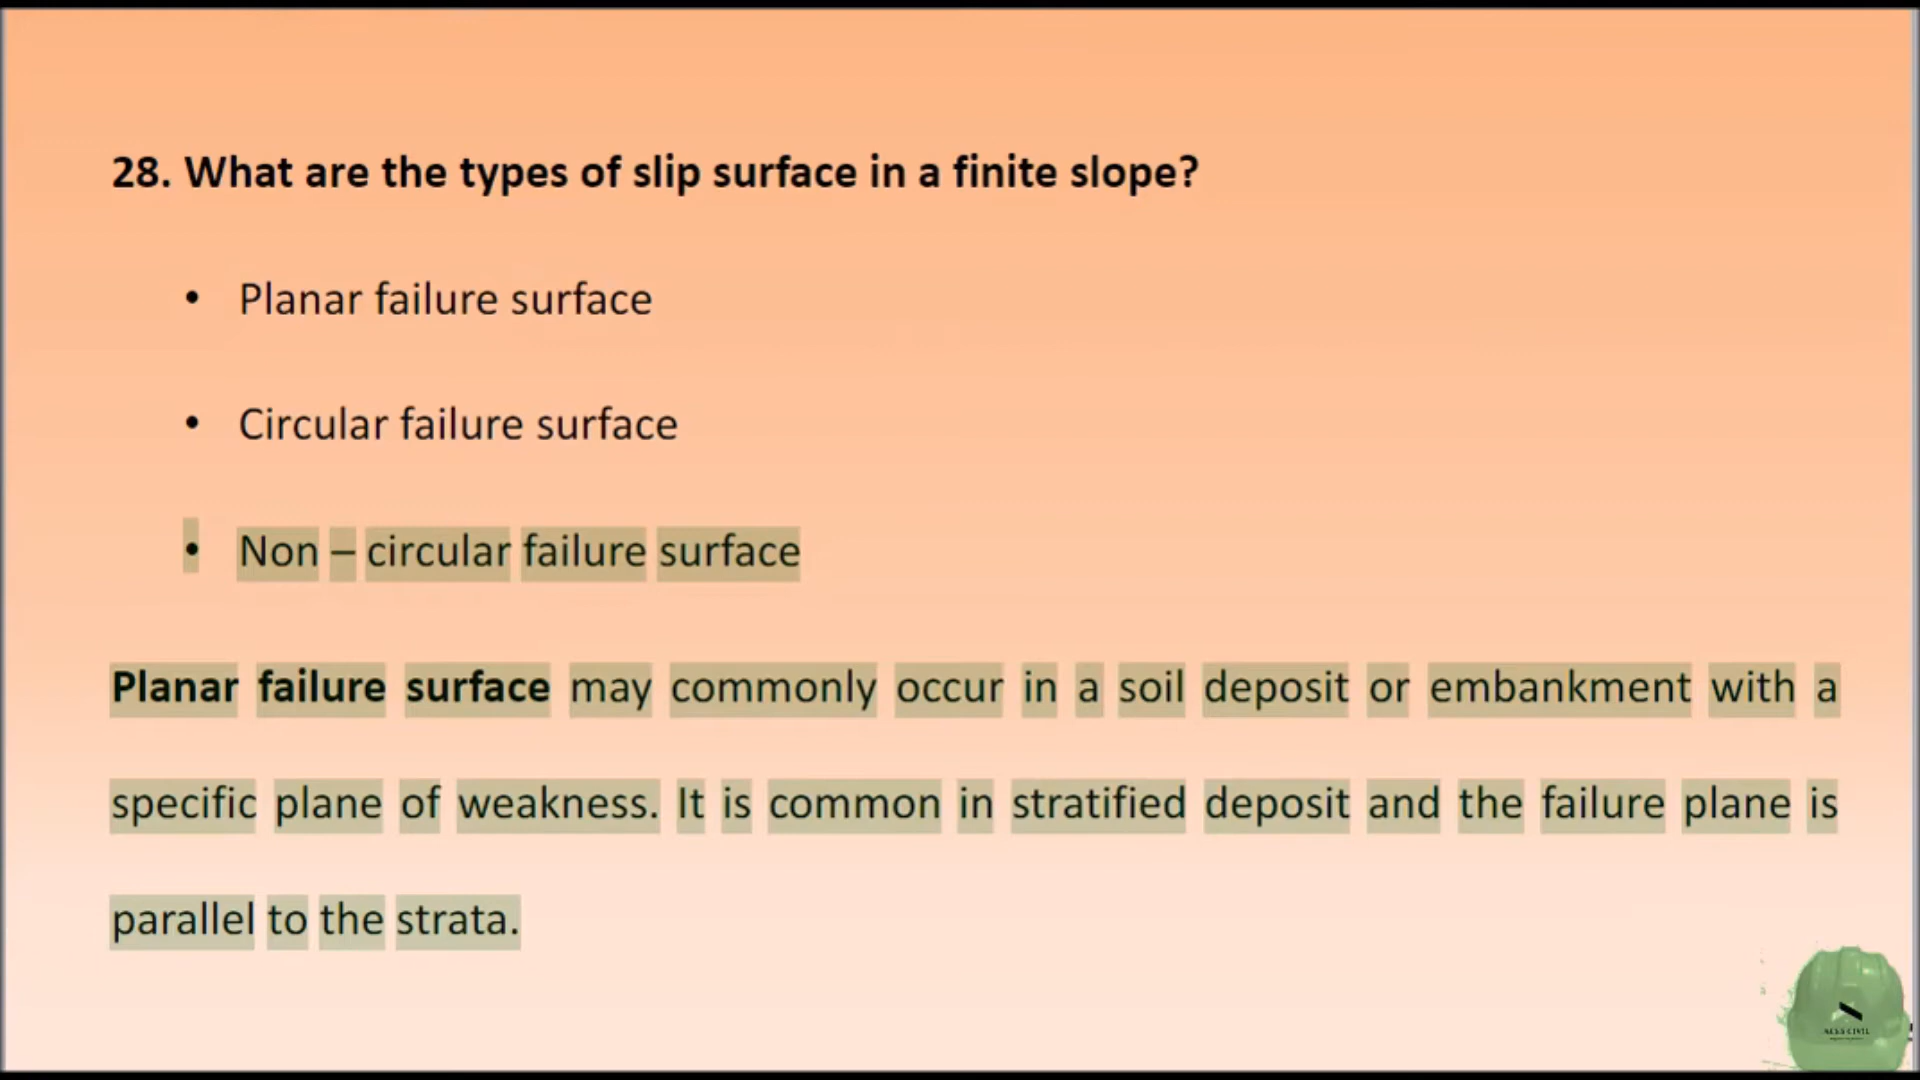 28. What are the types of slip surface in a finite slope?
• Planar failure surface
• Circular failure surface
• Non – circular failure surface
Planar failure surface may commonly occur in a soil deposit or embankment with a
specific plane of weakness. It is common in stratified deposit and the failure plane is
parallel to the strata.